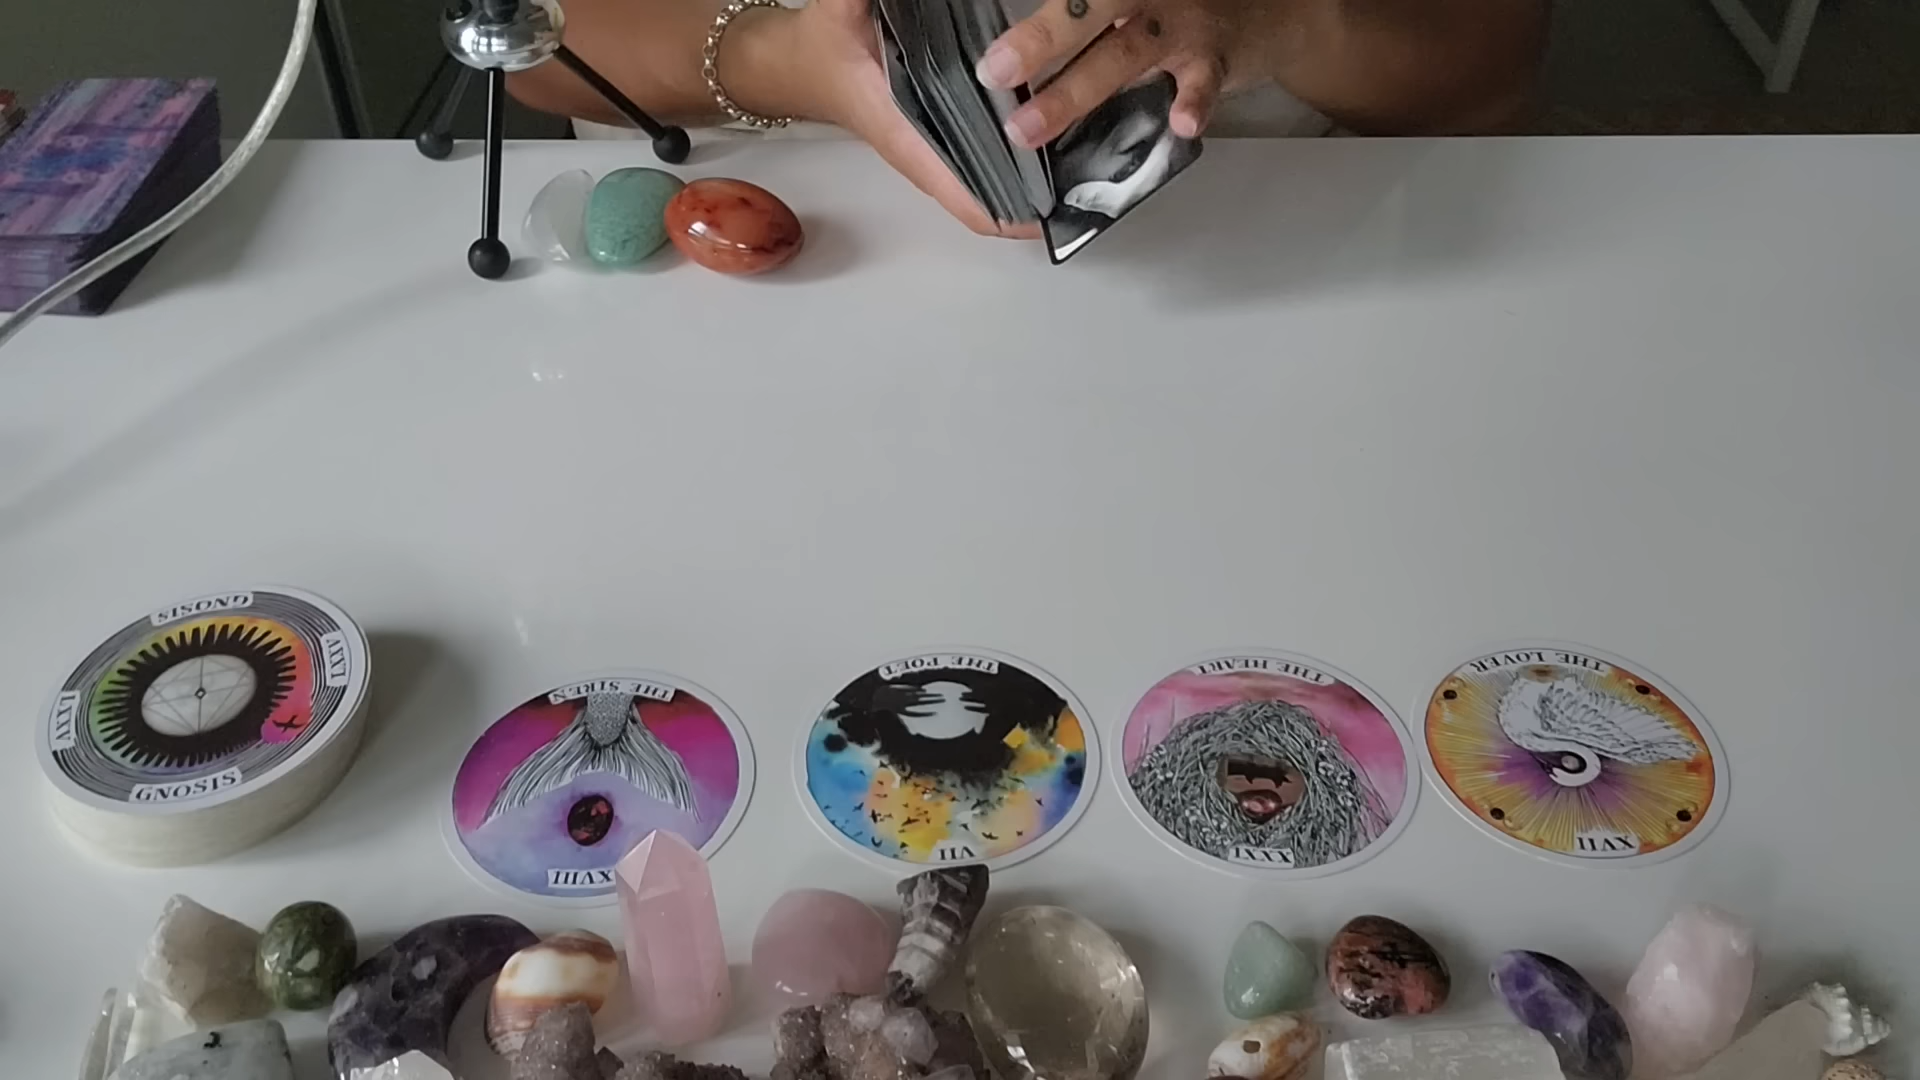 GNOSIS
LXXV
LXXV
GNOSIS
THE SIREN
XVIII
THE POET
VII
THE HEART
XXXI
THE LOVER
XVII